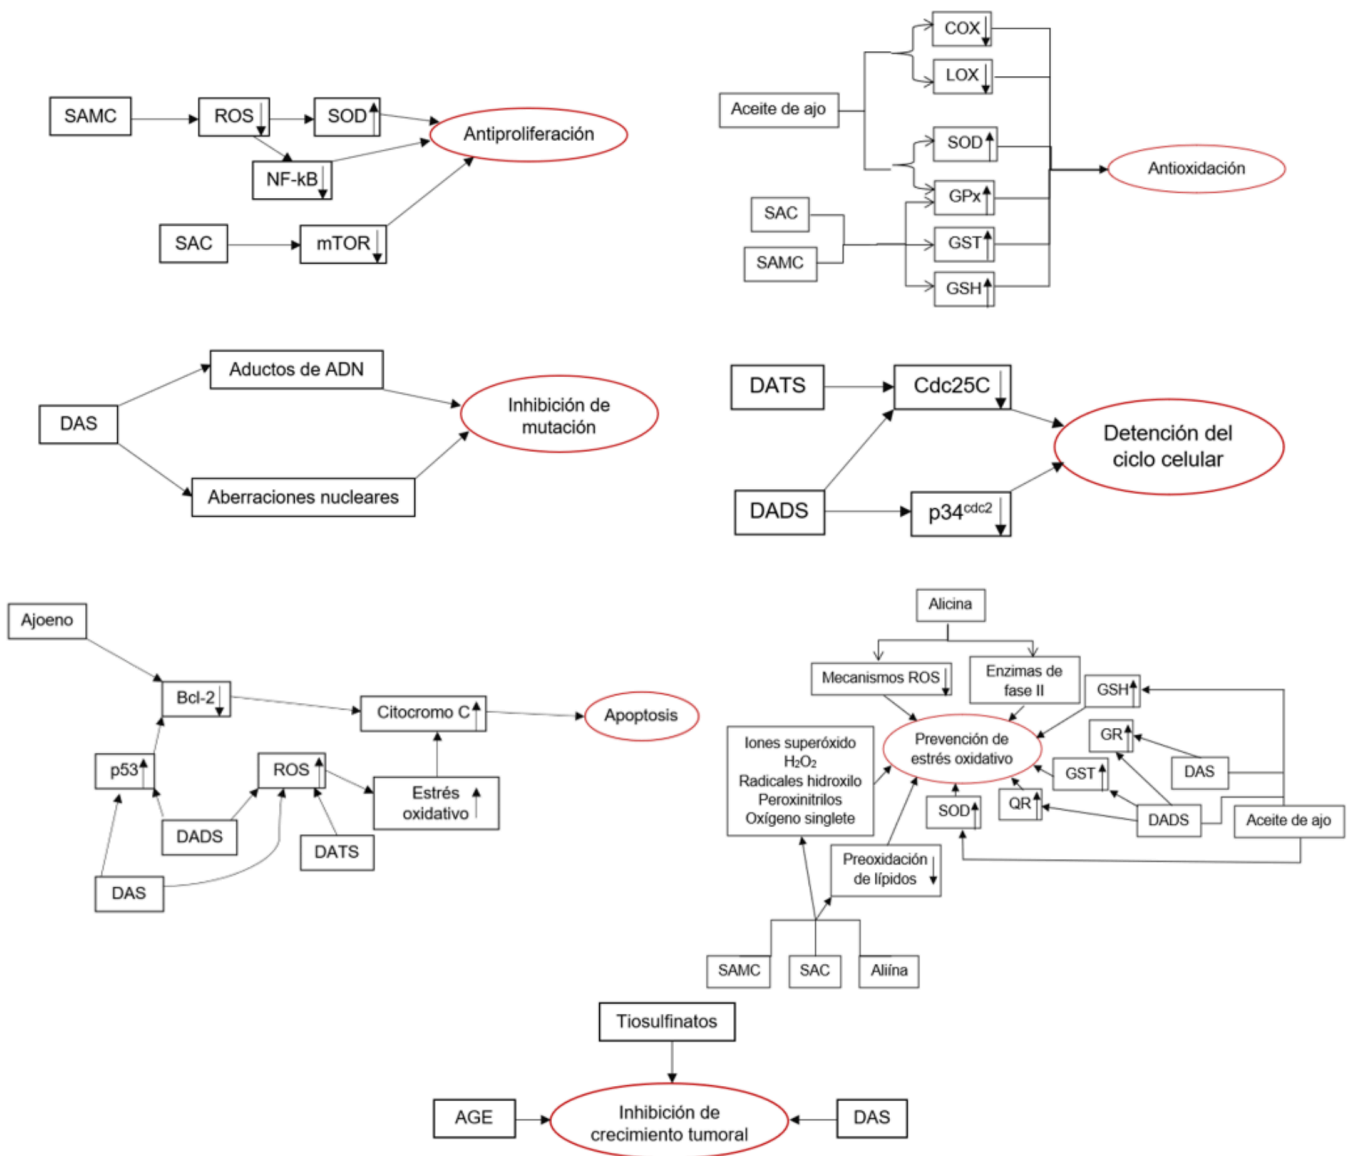 SAMC
ROS
SOD
NF-kB
Antiproliferación
SAC
mTOR
Aceite de ajo
COX
LOX
SOD
GPx
SAC
SAMC
GST
GSH
Antioxidación
DAS
Aductos de ADN
Aberraciones nucleares
Inhibición de
mutación
DATS
Cdc25C
DADS
p34cdc2
Detención del
ciclo celular
Ajoeno
Bcl-2
Citocromo C
Apoptosis
p53
ROS
Estrés
oxidativo
DADS
DATS
DAS
Alicina
Mecanismos ROS
Enzimas de
fase II
GSH
Prevención de
estrés oxidativo
GR
DAS
GST
QR
SOD
DADS
Aceite de ajo
Iones superóxido
H₂O₂
Radicales hidroxilo
Peroxinitrilos
Oxígeno singlete
Preoxidación
de lípidos
SAMC
SAC
Aliína
Tiosulfinatos
AGE
Inhibición de
crecimiento tumoral
DAS